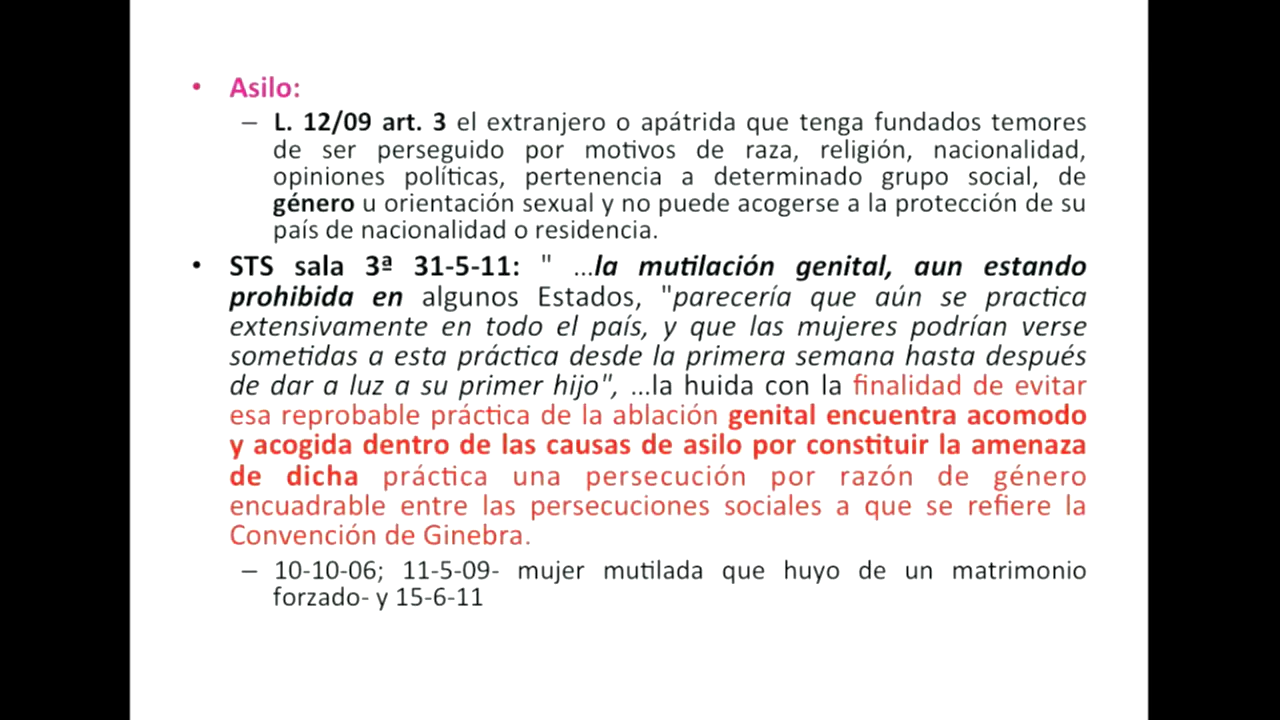 • Asilo:
– L. 12/09 art. 3 el extranjero o apátrida que tenga fundados temores
de ser perseguido por motivos de raza, religión, nacionalidad,
opiniones políticas, pertenencia a determinado grupo social, de
género u orientación sexual y no puede acogerse a la protección de su
país de nacionalidad o residencia.
• STS sala 3ª 31-5-11: " ...la mutilación genital, aun estando
prohibida en algunos Estados, "parecería que aún se practica
extensivamente en todo el país, y que las mujeres podrían verse
sometidas a esta práctica desde la primera semana hasta después
de dar a luz a su primer hijo", ...la huida con la finalidad de evitar
esa reprobable práctica de la ablación genital encuentra acomodo
y acogida dentro de las causas de asilo por constituir la amenaza
de dicha práctica una persecución por razón de género
encuadrable entre las persecuciones sociales a que se refiere la
Convención de Ginebra.
– 10-10-06; 11-5-09- mujer mutilada que huyo de un matrimonio
forzado- y 15-6-11